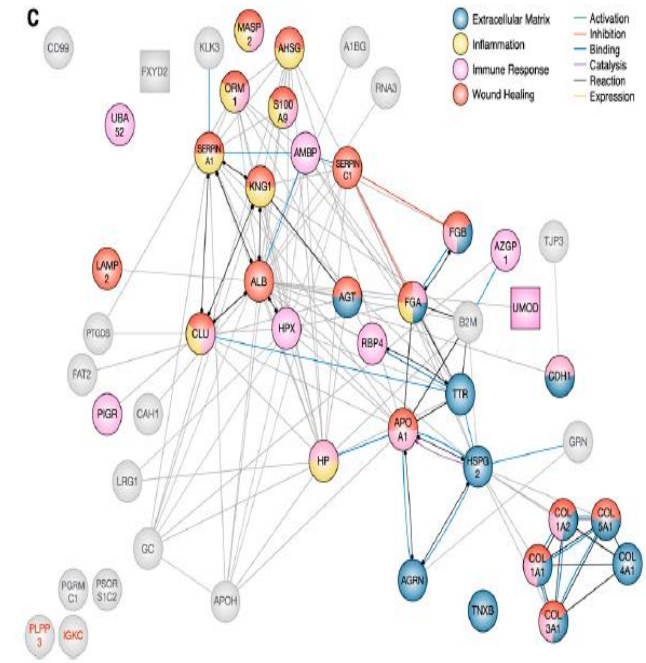 C
Extracellular Matrix
Inflammation
Immune Response
Wound Healing
Activation
Inhibition
Binding
Catalysis
Reaction
Expression
CD99
FXYD2
KLK3
MASP
2
AHSG
A1BG
RNA3
UBA
52
ORM
1
S100
A9
SERPIN
A1
AMBP
SERPIN
C1
KNG1
FGB
AZGP
1
TJP3
LAMP
2
ALB
AGT
FGA
B2M
UMOD
PTGDS
CLU
HPX
RBP4
FAT2
CDH1
TTR
PIGR
CAH1
APO
A1
GRN
HP
HSPG
2
LRG1
COL
1A2
COL
5A1
GC
COL
1A1
COL
4A1
AGRN
PGRM
C1
PSOR
S1C2
APOH
TNXB
COL
3A1
PLPP
3
IGKC